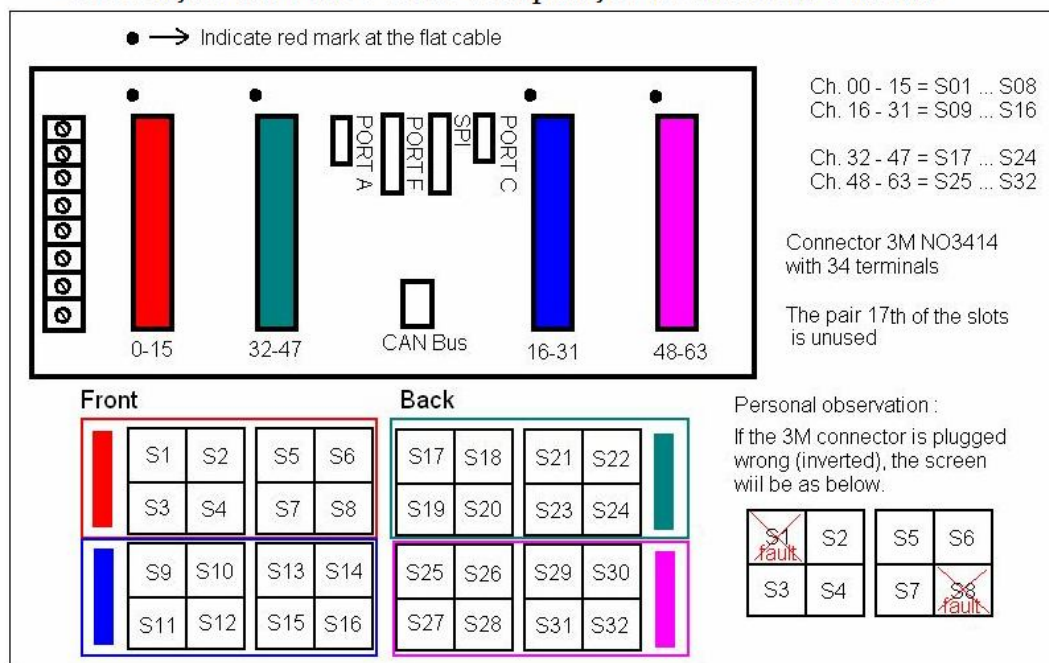 Indicate red mark at the flat cable
Ch. 00 - 15 = S01 ... S08
Ch. 16 - 31 = S09 ... S16
Ch. 32 - 47 = S17 ... S24
Ch. 48 - 63 = S25 ... S32
PORT A
PORT F
SPI
PORT C
Connector 3M NO3414
with 34 terminals
The pair 17th of the slots
is unused
0-15
32-47
CAN Bus
16-31
48-63
Front
S1 S2 S5 S6
S3 S4 S7 S8
S9 S10 S13 S14
S11 S12 S15 S16
Back
S17 S18 S21 S22
S19 S20 S23 S24
S25 S26 S29 S30
S27 S28 S31 S32
Personal observation :
If the 3M connector is plugged
wrong (inverted), the screen
wiil be as below.
S1 S2 S5 S6
fault
S3 S4 S7 S8
fault